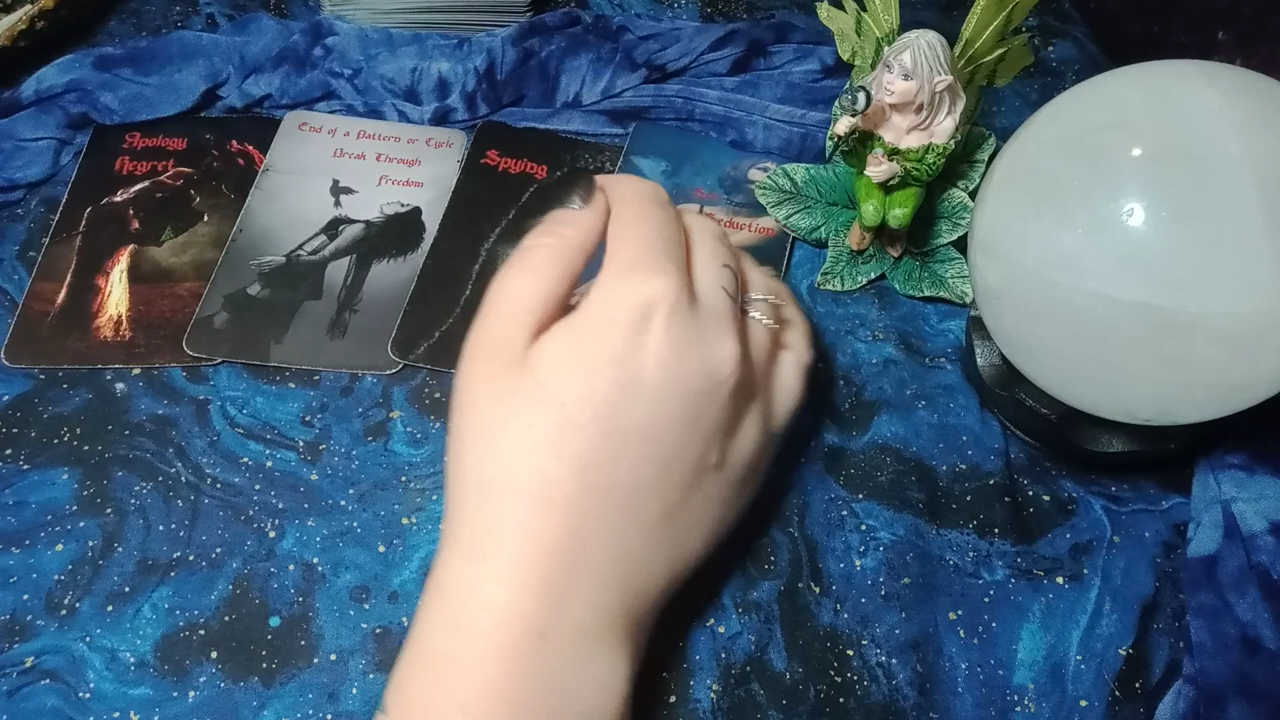 Apology
Regret
End of a Pattern or Cycle
Break Through
Freedom
Spying
Seduction